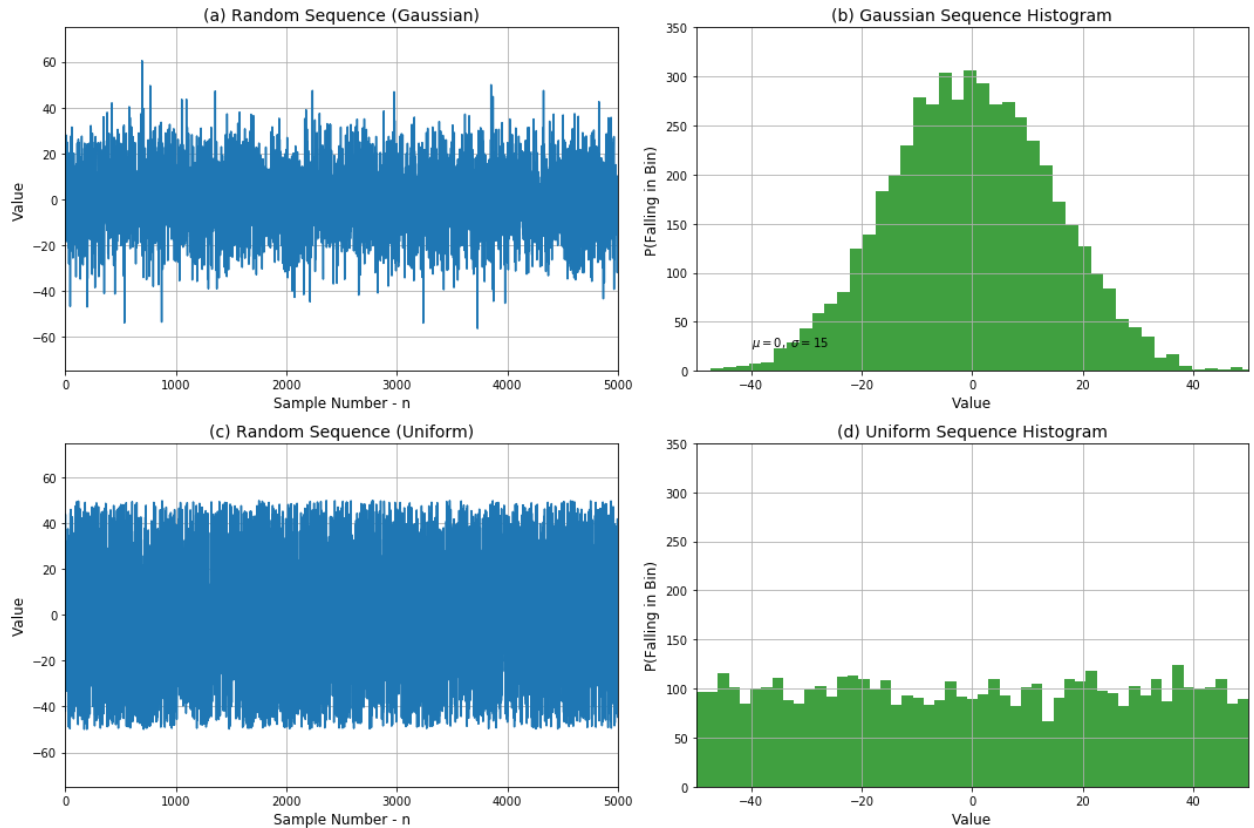 (a) Random Sequence (Gaussian)
60
40
20
0
−20
−40
−60
Value
0 1000 2000 3000 4000 5000
Sample Number - n
(b) Gaussian Sequence Histogram
350
300
250
200
150
100
50
0
P(Falling in Bin)
μ = 0, σ = 15
−40 −20 0 20 40
Value
(c) Random Sequence (Uniform)
60
40
20
0
−20
−40
−60
Value
0 1000 2000 3000 4000 5000
Sample Number - n
(d) Uniform Sequence Histogram
350
300
250
200
150
100
50
0
P(Falling in Bin)
−40 −20 0 20 40
Value